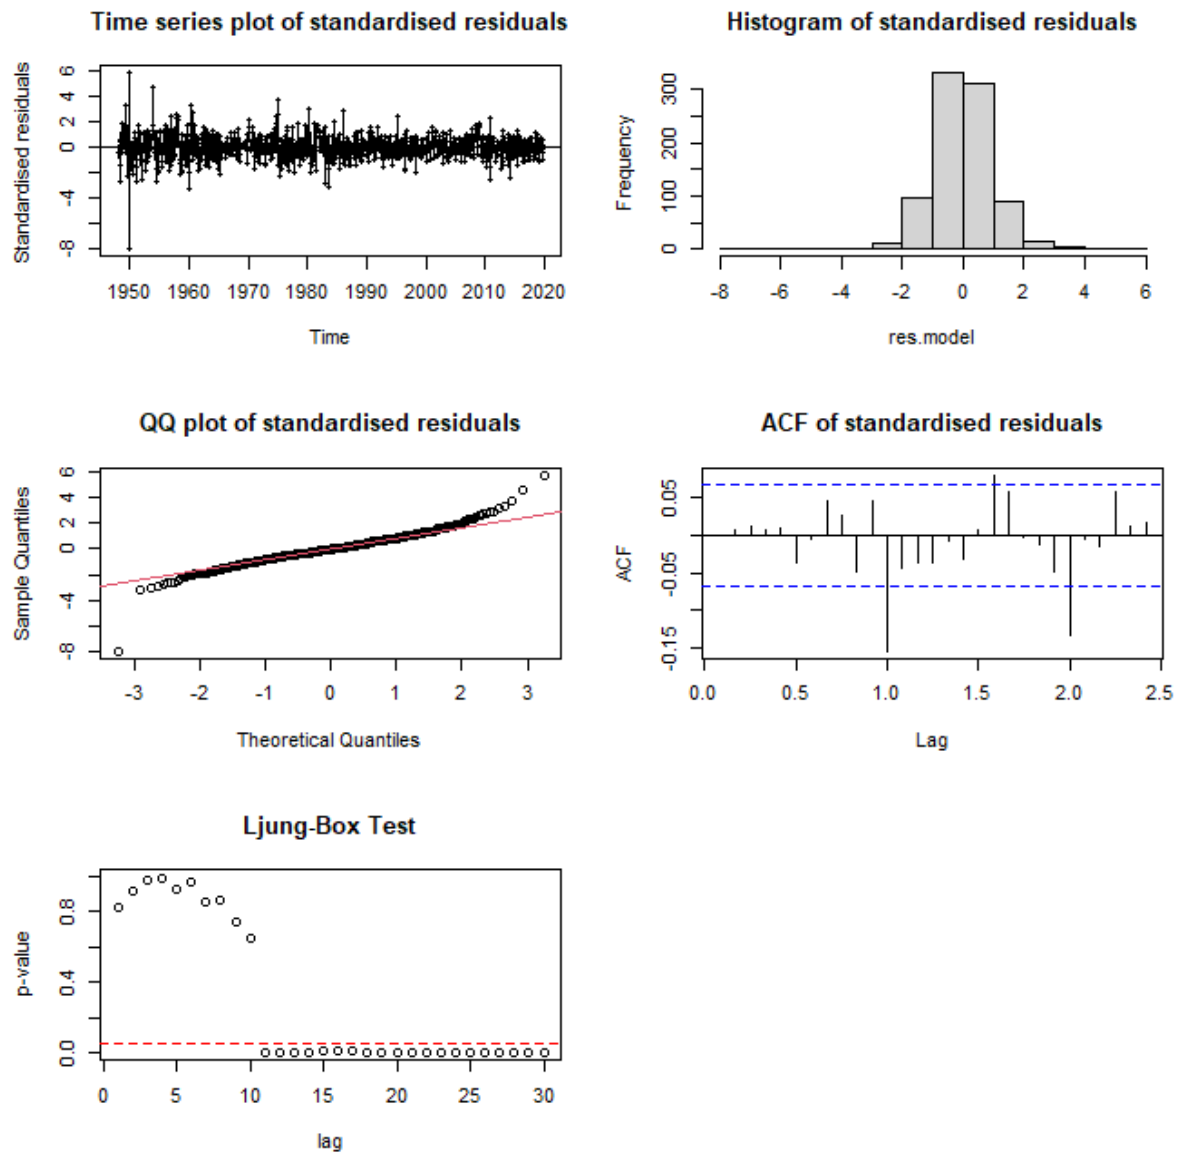 Time series plot of standardised residuals
Standardised residuals
6
4
2
0
-4
-8
1950 1960 1970 1980 1990 2000 2010 2020
Time
Histogram of standardised residuals
Frequency
300
200
100
0
-8 -6 -4 -2 0 2 4 6
res.model
QQ plot of standardised residuals
Sample Quantiles
6
4
2
0
-4
-8
-3 -2 -1 0 1 2 3
Theoretical Quantiles
ACF of standardised residuals
ACF
0.05
-0.05
-0.15
0.0 0.5 1.0 1.5 2.0 2.5
Lag
Ljung-Box Test
p-value
0.8
0.4
0.0
0 5 10 15 20 25 30
lag